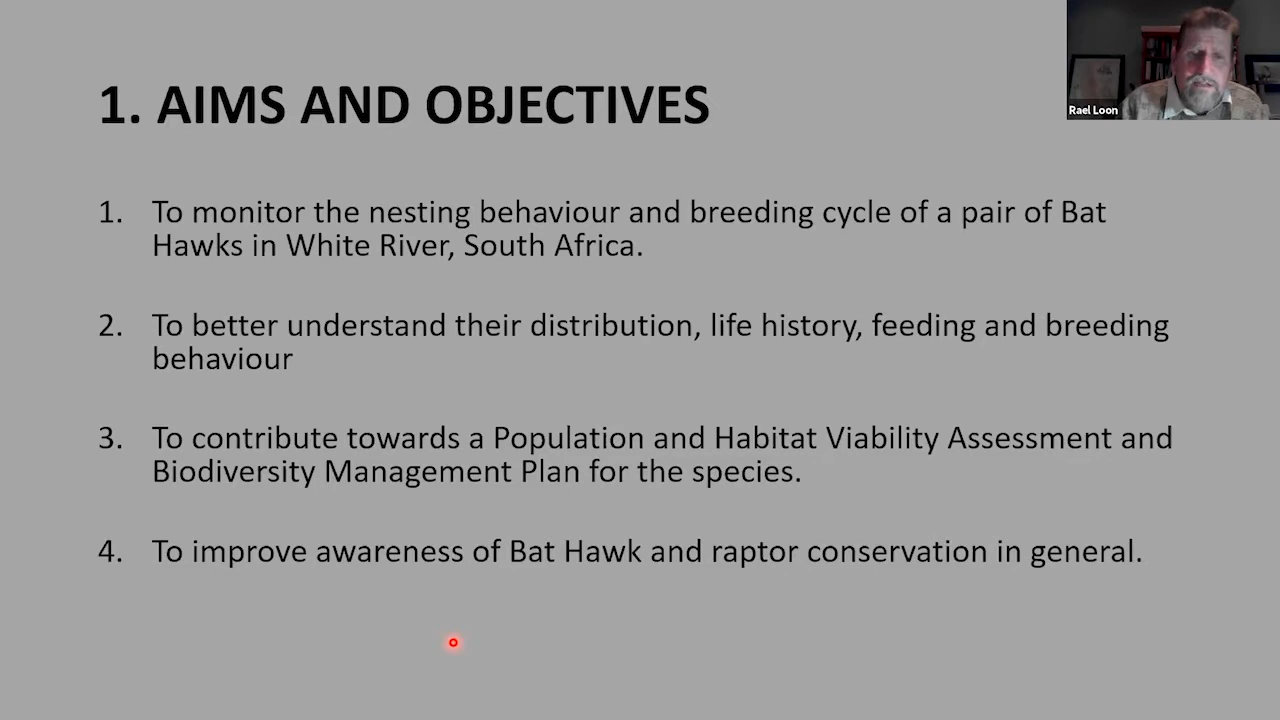 1. AIMS AND OBJECTIVES
Rael Loon
1. To monitor the nesting behaviour and breeding cycle of a pair of Bat
Hawks in White River, South Africa.
2. To better understand their distribution, life history, feeding and breeding
behaviour
3. To contribute towards a Population and Habitat Viability Assessment and
Biodiversity Management Plan for the species.
4. To improve awareness of Bat Hawk and raptor conservation in general.